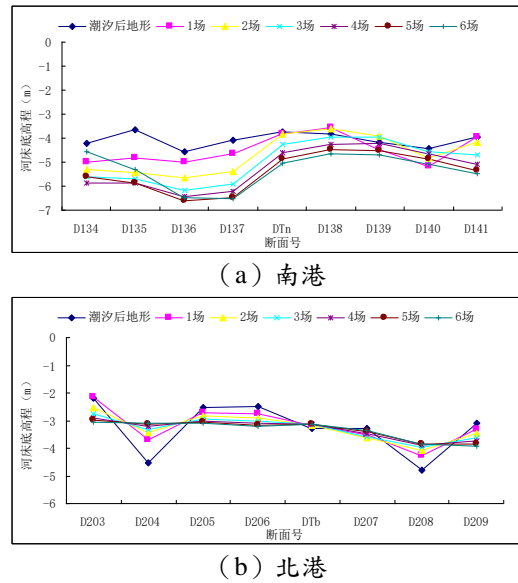 潮汐后地形 1场 2场 3场 4场 5场 6场
0
-1
-2
-3
-4
-5
-6
-7
河床底高程(m)
D134 D135 D136 D137 DTn D138 D139 D140 D141
断面号
(a)南港
潮汐后地形 1场 2场 3场 4场 5场 6场
0
-1
-2
-3
-4
-5
-6
河床底高程(m)
D203 D204 D205 D206 DTb D207 D208 D209
断面号
(b)北港